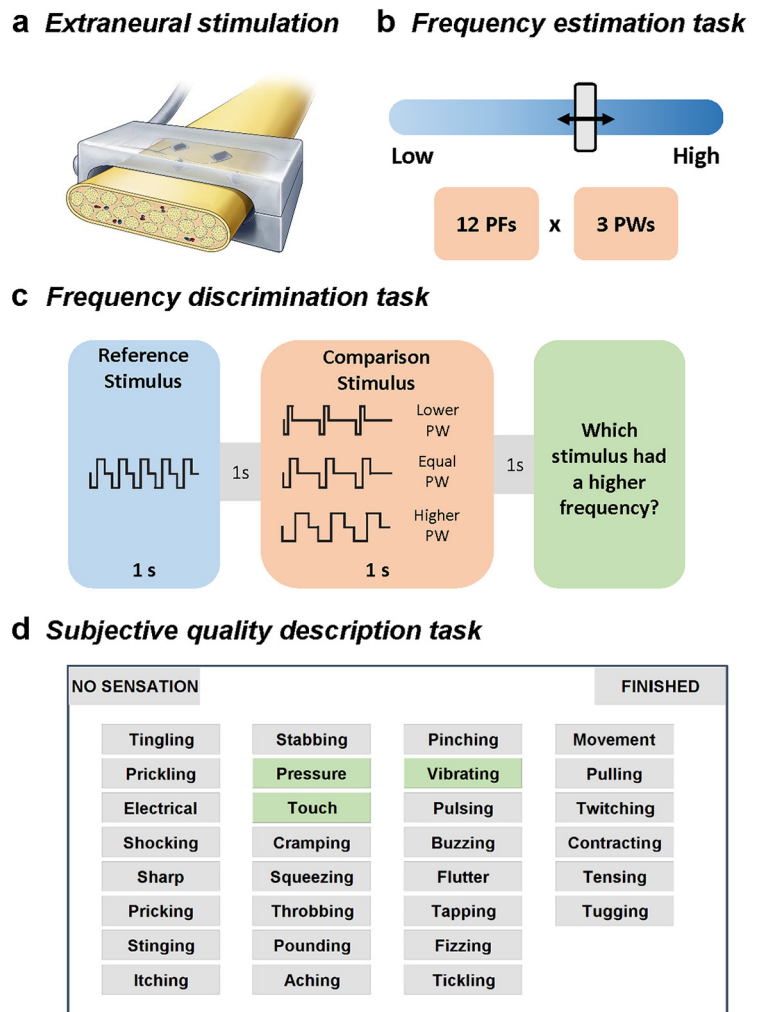 a Extraneural stimulation
b Frequency estimation task
Low
High
12 PFs x 3 PWs
c Frequency discrimination task
Reference
Stimulus
1 s
1s
Comparison
Stimulus
Lower
PW
Equal
PW
Higher
PW
1 s
1s
Which
stimulus had
a higher
frequency?
d Subjective quality description task
NO SENSATION
FINISHED
Tingling
Prickling
Electrical
Shocking
Sharp
Pricking
Stinging
Itching
Stabbing
Pressure
Touch
Cramping
Squeezing
Throbbing
Pounding
Aching
Pinching
Vibrating
Pulsing
Buzzing
Flutter
Tapping
Fizzing
Tickling
Movement
Pulling
Twitching
Contracting
Tensing
Tugging